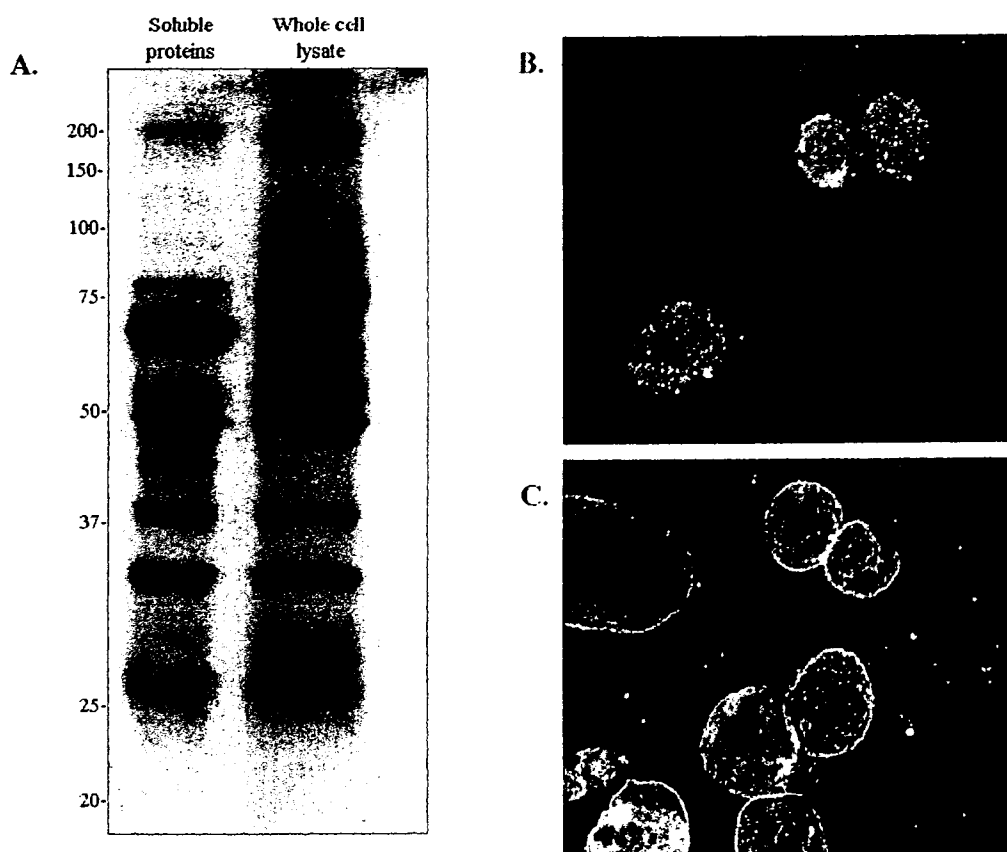 Soluble
proteins
Whole cell
lysate
A.
200-
150-
100-
75-
50-
37-
25-
20-
B.
C.